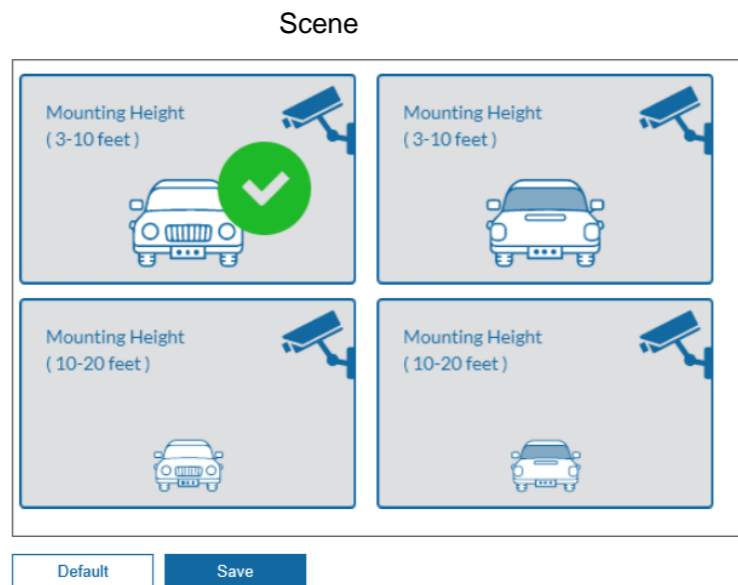 Scene
Mounting Height
( 3-10 feet )
Mounting Height
( 3-10 feet )
Mounting Height
( 10-20 feet )
Mounting Height
( 10-20 feet )
Default
Save